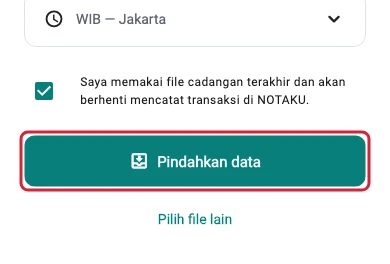 WIB — Jakarta
Saya memakai file cadangan terakhir dan akan
berhenti mencatat transaksi di NOTAKU.
Pindahkan data
Pilih file lain